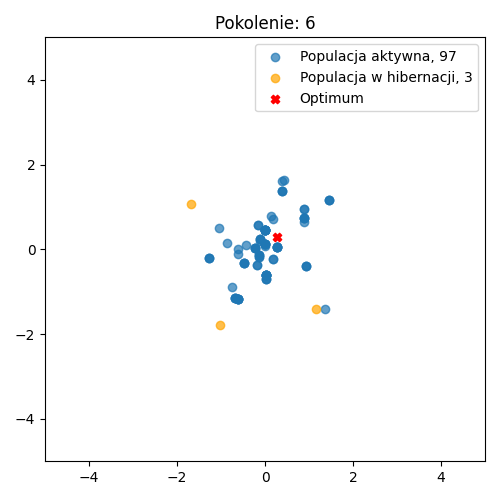 Pokolenie: 6
Populacja aktywna, 97
Populacja w hibernacji, 3
Optimum
4
2
0
−2
−4
−4
−2
0
2
4